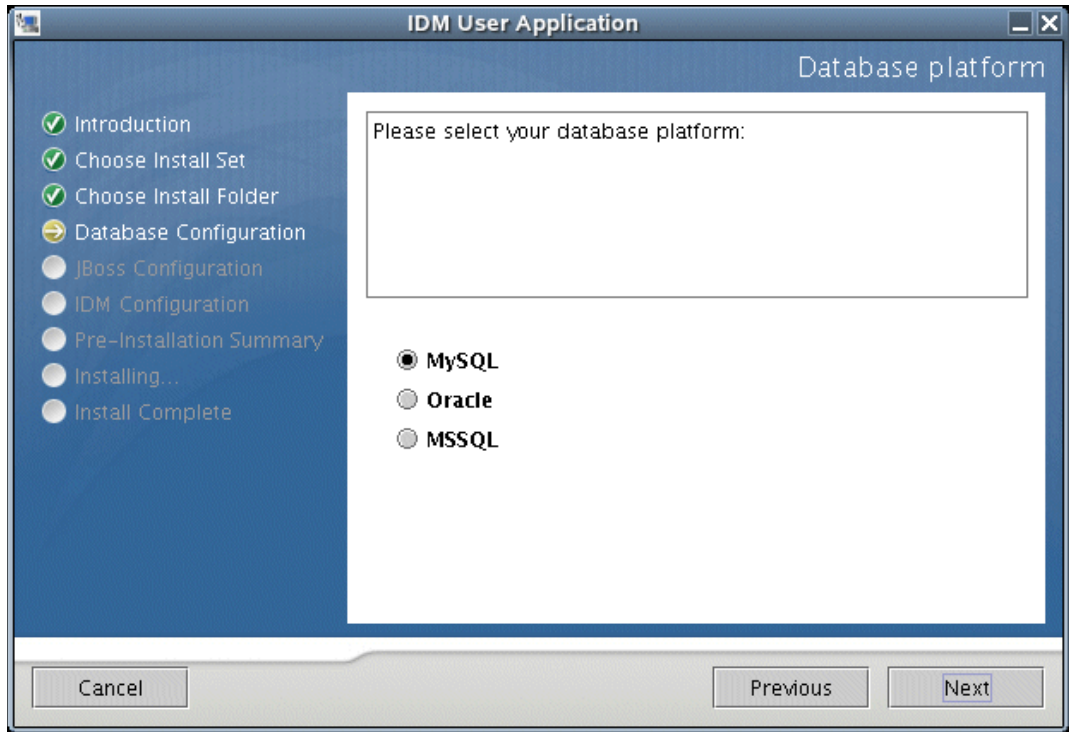 IDM User Application
Database platform
Introduction
Choose Install Set
Choose Install Folder
Database Configuration
JBoss Configuration
IDM Configuration
Pre-Installation Summary
Installing...
Install Complete
Please select your database platform:
MySQL
Oracle
MSSQL
Cancel
Previous
Next